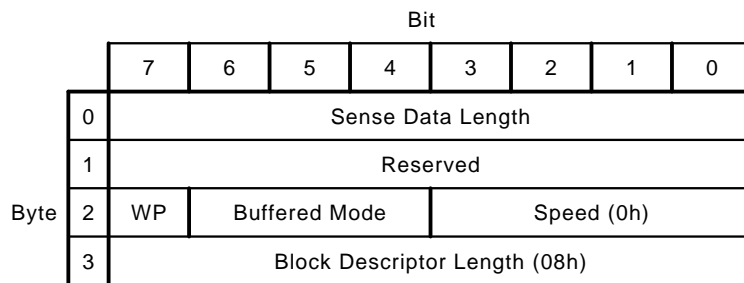 Bit
7 6 5 4 3 2 1 0
0 Sense Data Length
1 Reserved
Byte 2 WP Buffered Mode Speed (0h)
3 Block Descriptor Length (08h)